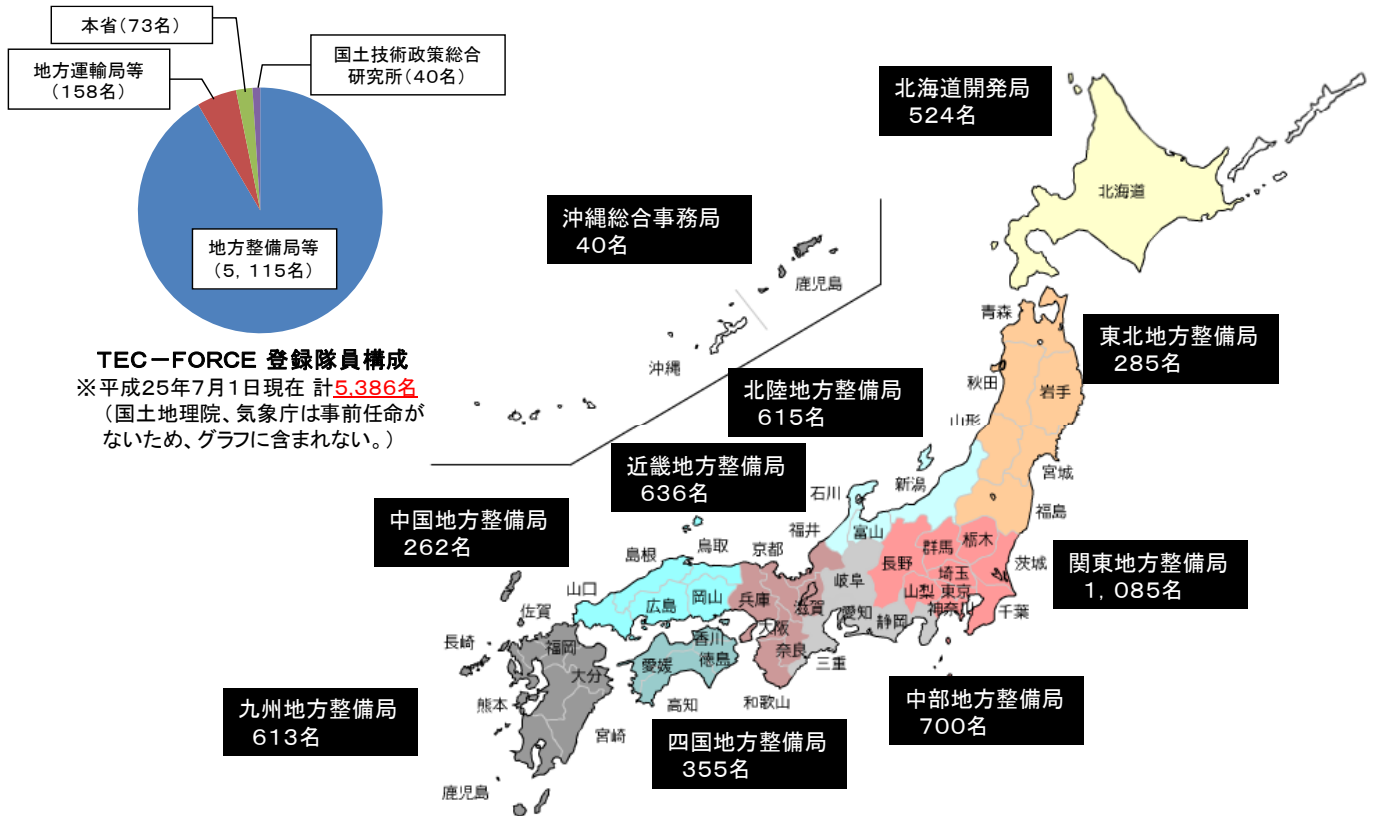 本省(73名)
地方運輸局等
(158名)
国土技術政策総合
研究所(40名)
地方整備局等
(5,115名)
TEC-FORCE 登録隊員構成
※平成25年7月1日現在 計5,386名
(国土地理院、気象庁は事前任命が
ないため、グラフに含まれない。)
北海道開発局
524名
北海道
沖縄総合事務局
40名
鹿児島
沖縄
青森
東北地方整備局
285名
秋田
岩手
北陸地方整備局
615名
山形
宮城
近畿地方整備局
636名
石川
新潟
福島
中国地方整備局
262名
福井
富山
群馬
栃木
島根
鳥取
京都
長野
茨城
関東地方整備局
1,085名
岐阜
埼玉
山口
広島
岡山
兵庫
滋賀
愛知
静岡
山梨
東京
神奈川
千葉
佐賀
大阪
長崎
福岡
香川
奈良
愛媛
徳島
三重
大分
熊本
高知
和歌山
宮崎
九州地方整備局
613名
四国地方整備局
355名
中部地方整備局
700名
鹿児島